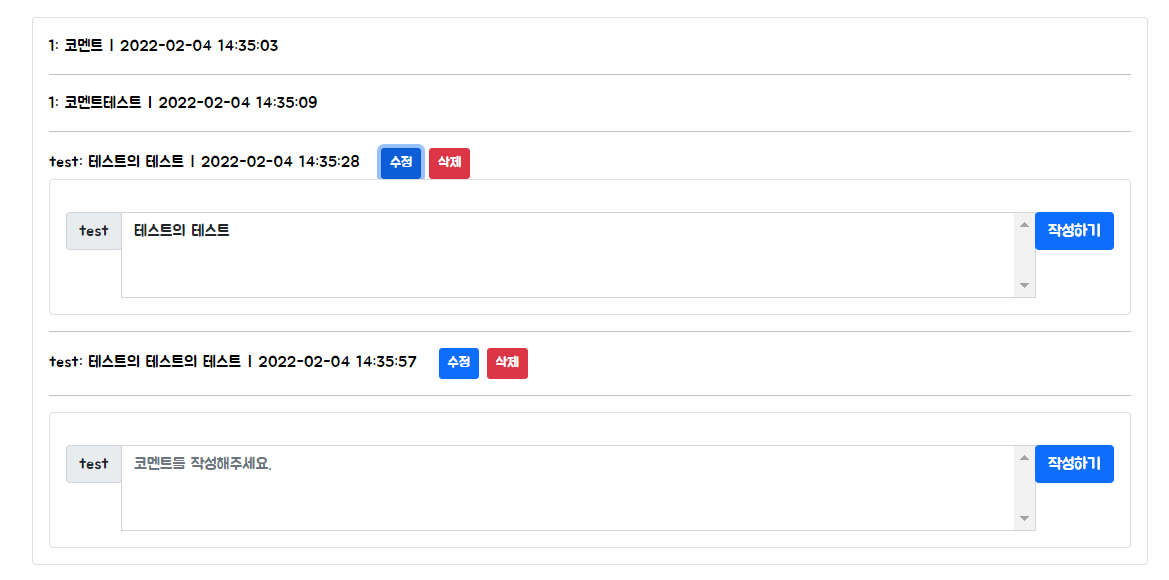 1: 코멘트 | 2022-02-04 14:35:03
1: 코멘트테스트 | 2022-02-04 14:35:09
test: 테스트의 테스트 | 2022-02-04 14:35:28 수정 삭제
test 테스트의 테스트 작성하기
test: 테스트의 테스트의 테스트 | 2022-02-04 14:35:57 수정 삭제
test 코멘트를 작성해주세요. 작성하기